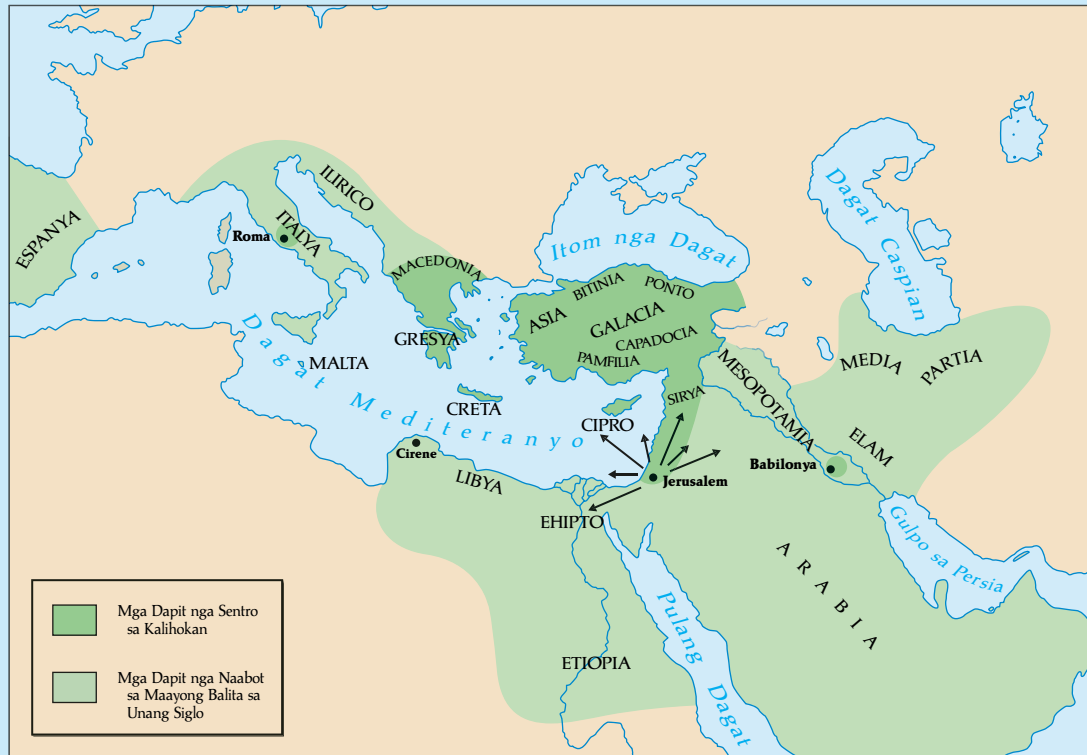 ESPANYA
ILIRICO
ITALYA
Roma
MACEDONIA
GRESYA
MALTA
CRETA
Dagat Mediteranyo
Itom nga Dagat
Dagat Caspian
BITINIA
PONTO
ASIA
GALACIA
CAPADOCIA
PAMFILIA
SIRYA
CIPRO
MESOPOTAMIA
MEDIA
PARTIA
ELAM
Babilonya
Jerusalem
Cirene
LIBYA
EHIPTO
ETIOPIA
ARABIA
Gulpo sa Persia
Pulang Dagat
Mga Dapit nga Sentro
sa Kalihokan
Mga Dapit nga Naabot
sa Maayong Balita sa
Unang Siglo